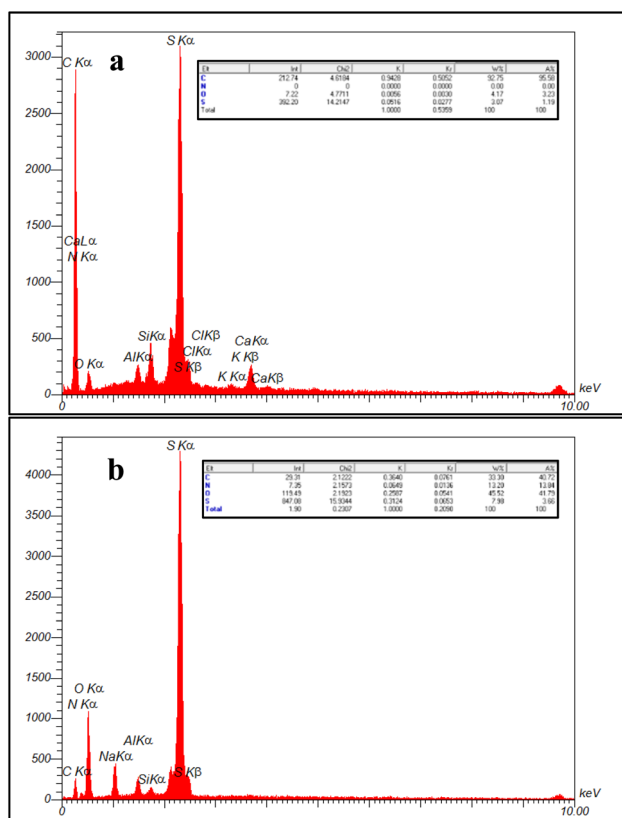 S Kα
3000
C Kα
a
Elt Int Chi2 K Kr W% A%
C 212.74 4.6184 0.9428 0.5052 92.75 95.58
N 0 0 0.0000 0.0000 0.00 0.00
O 7.22 4.7711 0.0056 0.0030 4.17 3.23
S 392.20 14.2147 0.0516 0.0277 3.07 1.19
Total 1.0000 0.5359 100 100
2500
2000
1500
CaLα
N Kα
1000
500
SiKα
ClKβ
CaKα
AlKα
ClKα
K Kβ
O Kα
S Kβ
K Kα
CaKβ
keV
0
0
10.00
S Kα
b
Elt Int Chi2 K Kr W% A%
C 29.31 2.1222 0.3640 0.0761 33.30 40.72
N 7.35 2.1573 0.0649 0.0136 13.20 13.84
O 119.49 2.1923 0.2587 0.0541 45.52 41.79
S 847.08 15.9344 0.3124 0.0653 7.98 3.66
Total 1.90 0.2307 1.0000 0.2090 100 100
4000
3500
3000
2500
2000
1500
O Kα
N Kα
1000
AlKα
NaKα
500
C Kα
SiKα
S Kβ
keV
0
0
10.00